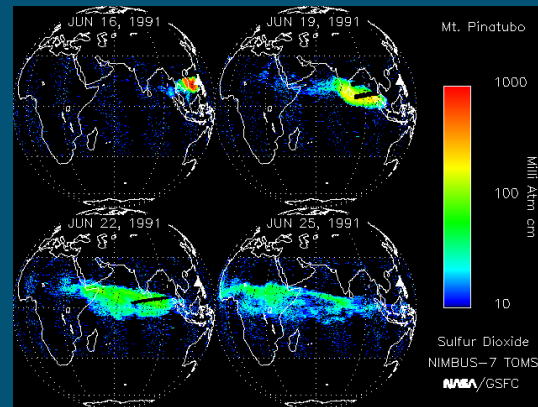 JUN 16, 1991
JUN 19, 1991
Mt. Pinatubo
1000
100
10
Milli Atm cm
JUN 22, 1991
JUN 25, 1991
Sulfur Dioxide
NIMBUS-7 TOMS
NASA/GSFC